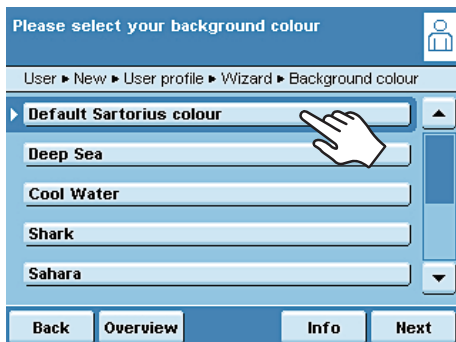 Please select your background colour
User ▸ New ▸ User profile ▸ Wizard ▸ Background colour
Default Sartorius colour
Deep Sea
Cool Water
Shark
Sahara
Back Overview Info Next